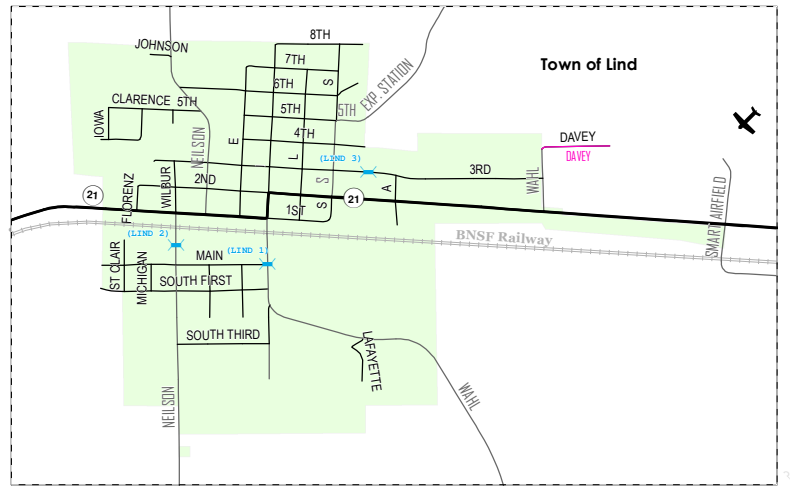 8TH
JOHNSON
7TH
Town of Lind
6TH
S
EXP. STATION
CLARENCE
5TH
5TH
5TH
IOWA
4TH
E
NEILSON
DAVEY
DAVEY
L
(LIND 3)
3RD
WAHL
2ND
WILBUR
S
A
21
21
FLORENZ
1ST
S
(LIND 2)
BNSF Railway
SMART AIRFIELD
(LIND 1)
MAIN
ST CLAIR
MICHIGAN
SOUTH FIRST
SOUTH THIRD
LAFAYETTE
NEILSON
WAHL